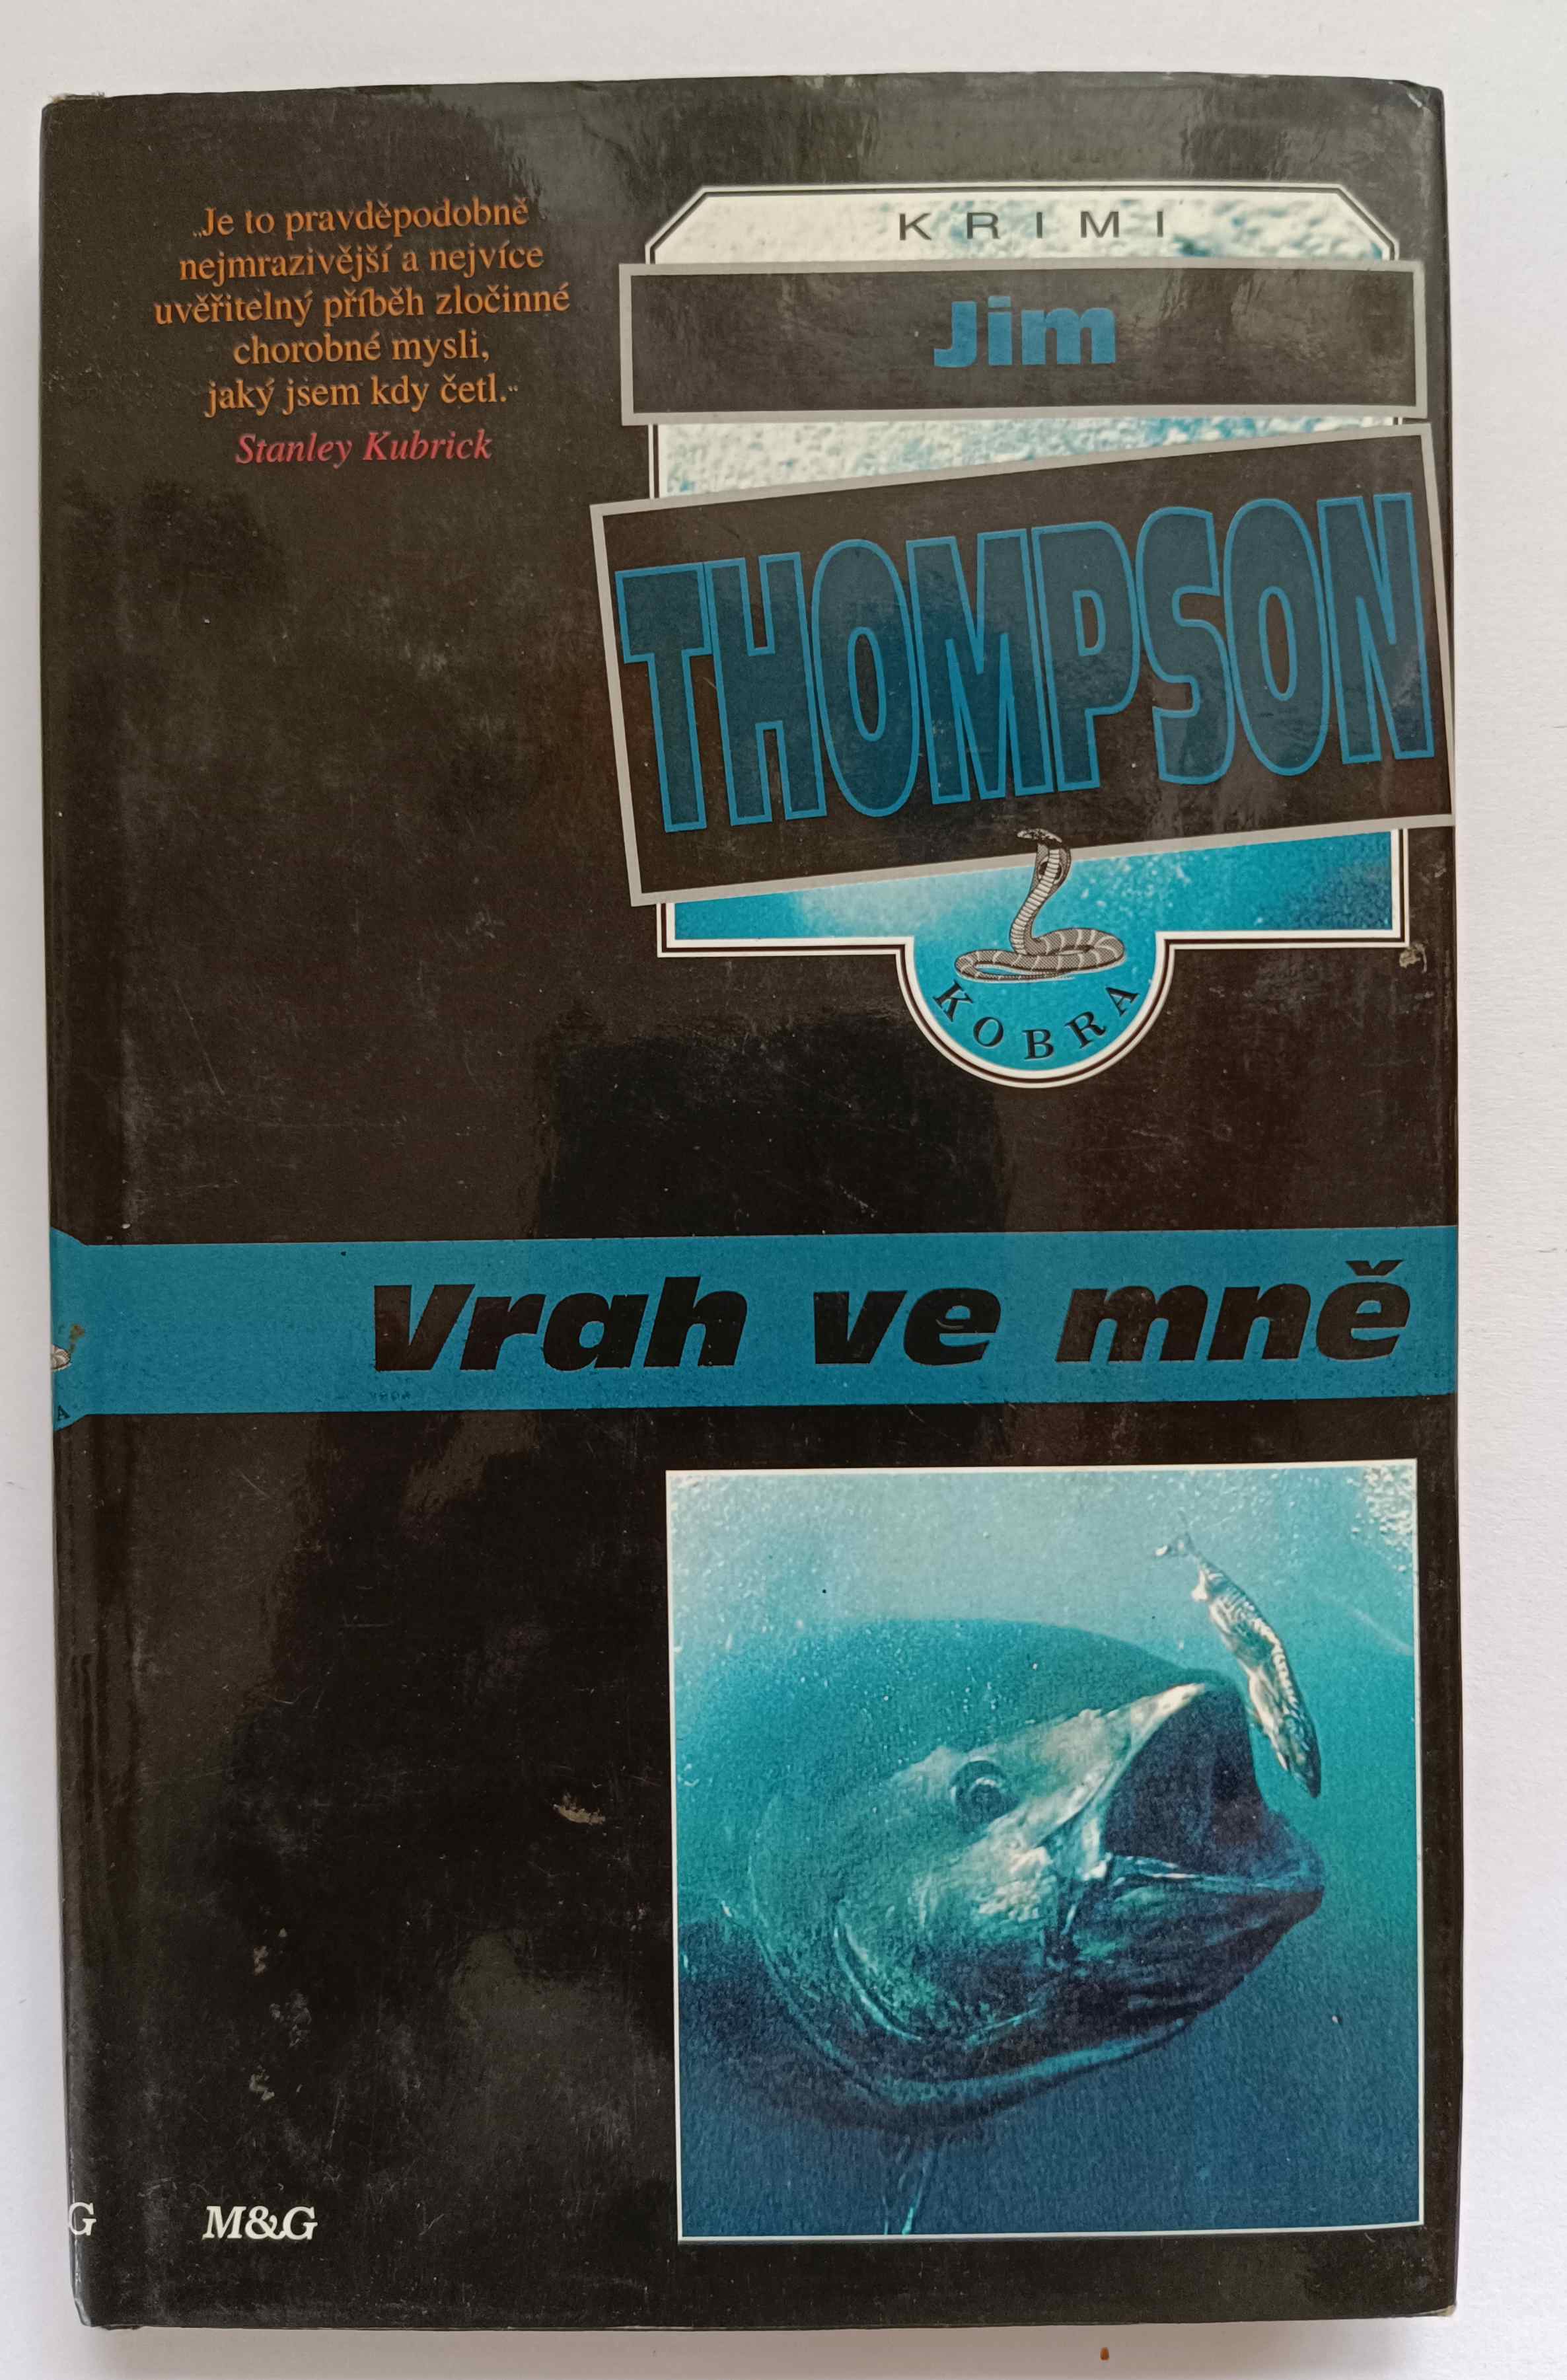 „Je to pravděpodobně
nejmrazivější a nejvíce
uvěřitelný příběh zločinné
chorobné mysli,
jaký jsem kdy četl.“
Stanley Kubrick
KRIMI
Jim
THOMPSON
KOBRA
Vrah ve mně
M&G
G
A